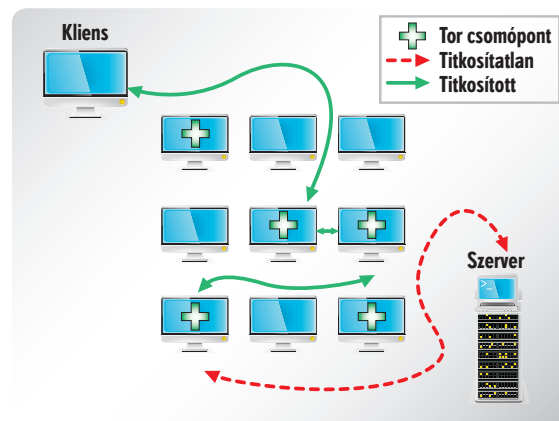 Kliens
Tor csomópont
Titkosítatlan
Titkosított
Szerver
>_